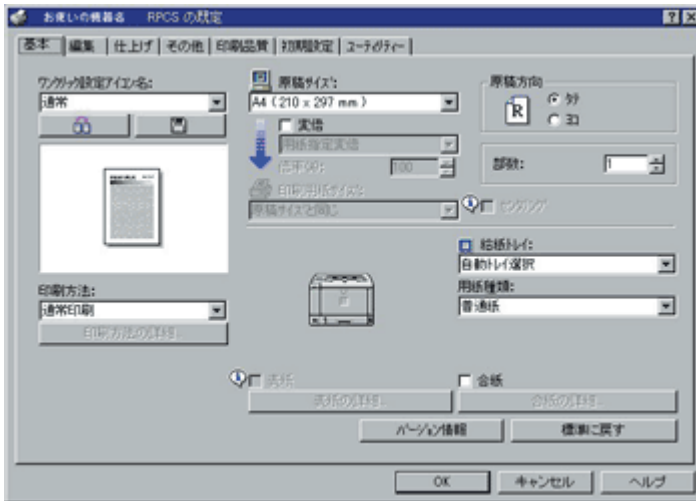 お使いの機器名 RPCS の既定
基本 編集 仕上げ その他 印刷品質 初期設定 ユーティリティー
ワンクリック設定アイコン名:
通常
原稿サイズ:
A4 (210 x 297 mm)
変倍
用紙指定変倍
倍率(%): 100
印刷用紙サイズ:
原稿サイズと同じ
原稿方向
R
タテ
ヨコ
部数: 1
センタリング
印刷方法:
通常印刷
印刷方法の詳細...
給紙トレイ:
自動トレイ選択
用紙種類:
普通紙
表紙
表紙の詳細...
合紙
合紙の詳細...
バージョン情報
標準に戻す
OK
キャンセル
ヘルプ